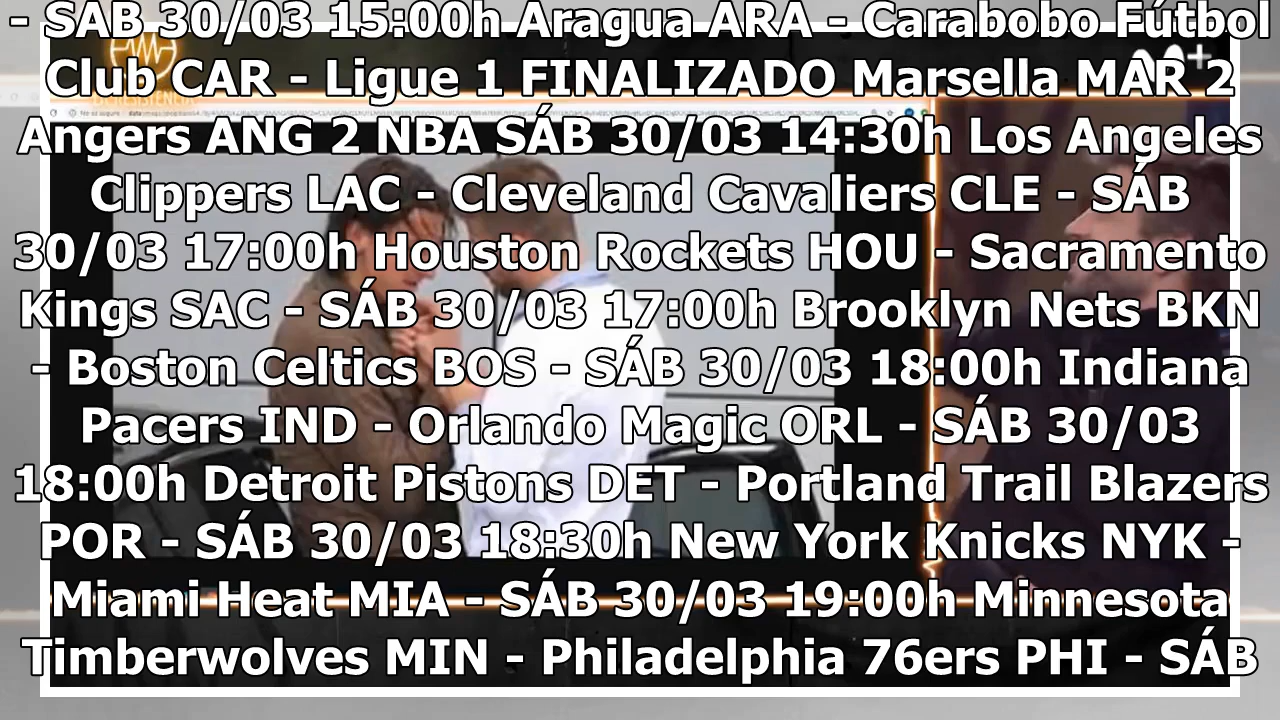 - SÁB 30/03 15:00h Aragua ARA - Carabobo Fútbol
Club CAR - Ligue 1 FINALIZADO Marsella MAR 2
Angers ANG 2 NBA SÁB 30/03 14:30h Los Angeles
Clippers LAC - Cleveland Cavaliers CLE - SÁB
30/03 17:00h Houston Rockets HOU - Sacramento
Kings SAC - SÁB 30/03 17:00h Brooklyn Nets BKN
- Boston Celtics BOS - SÁB 30/03 18:00h Indiana
Pacers IND - Orlando Magic ORL - SÁB 30/03
18:00h Detroit Pistons DET - Portland Trail Blazers
POR - SÁB 30/03 18:30h New York Knicks NYK -
Miami Heat MIA - SÁB 30/03 19:00h Minnesota
Timberwolves MIN - Philadelphia 76ers PHI - SÁB